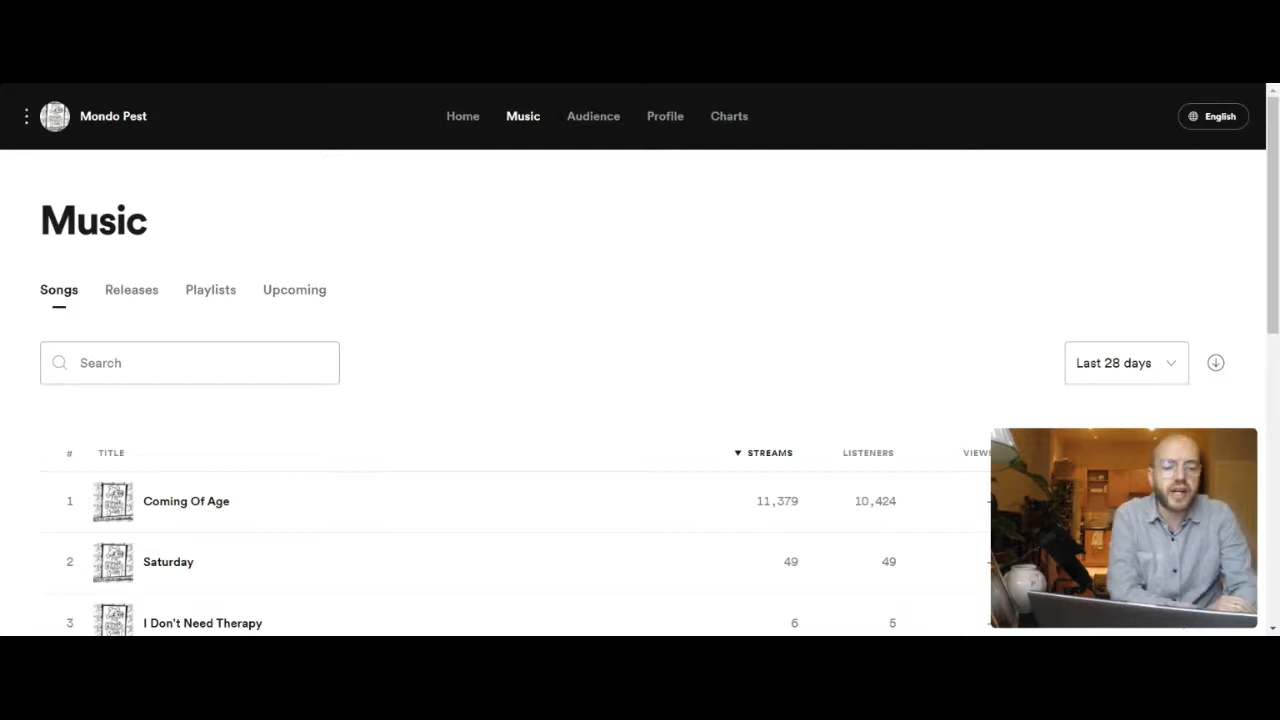 Mondo Pest Home Music Audience Profile Charts English
Music
Songs Releases Playlists Upcoming
Search Last 28 days
# TITLE ▼ STREAMS LISTENERS VIEWS
1 Coming Of Age 11,379 10,424
2 Saturday 49 49
3 I Don't Need Therapy 6 5